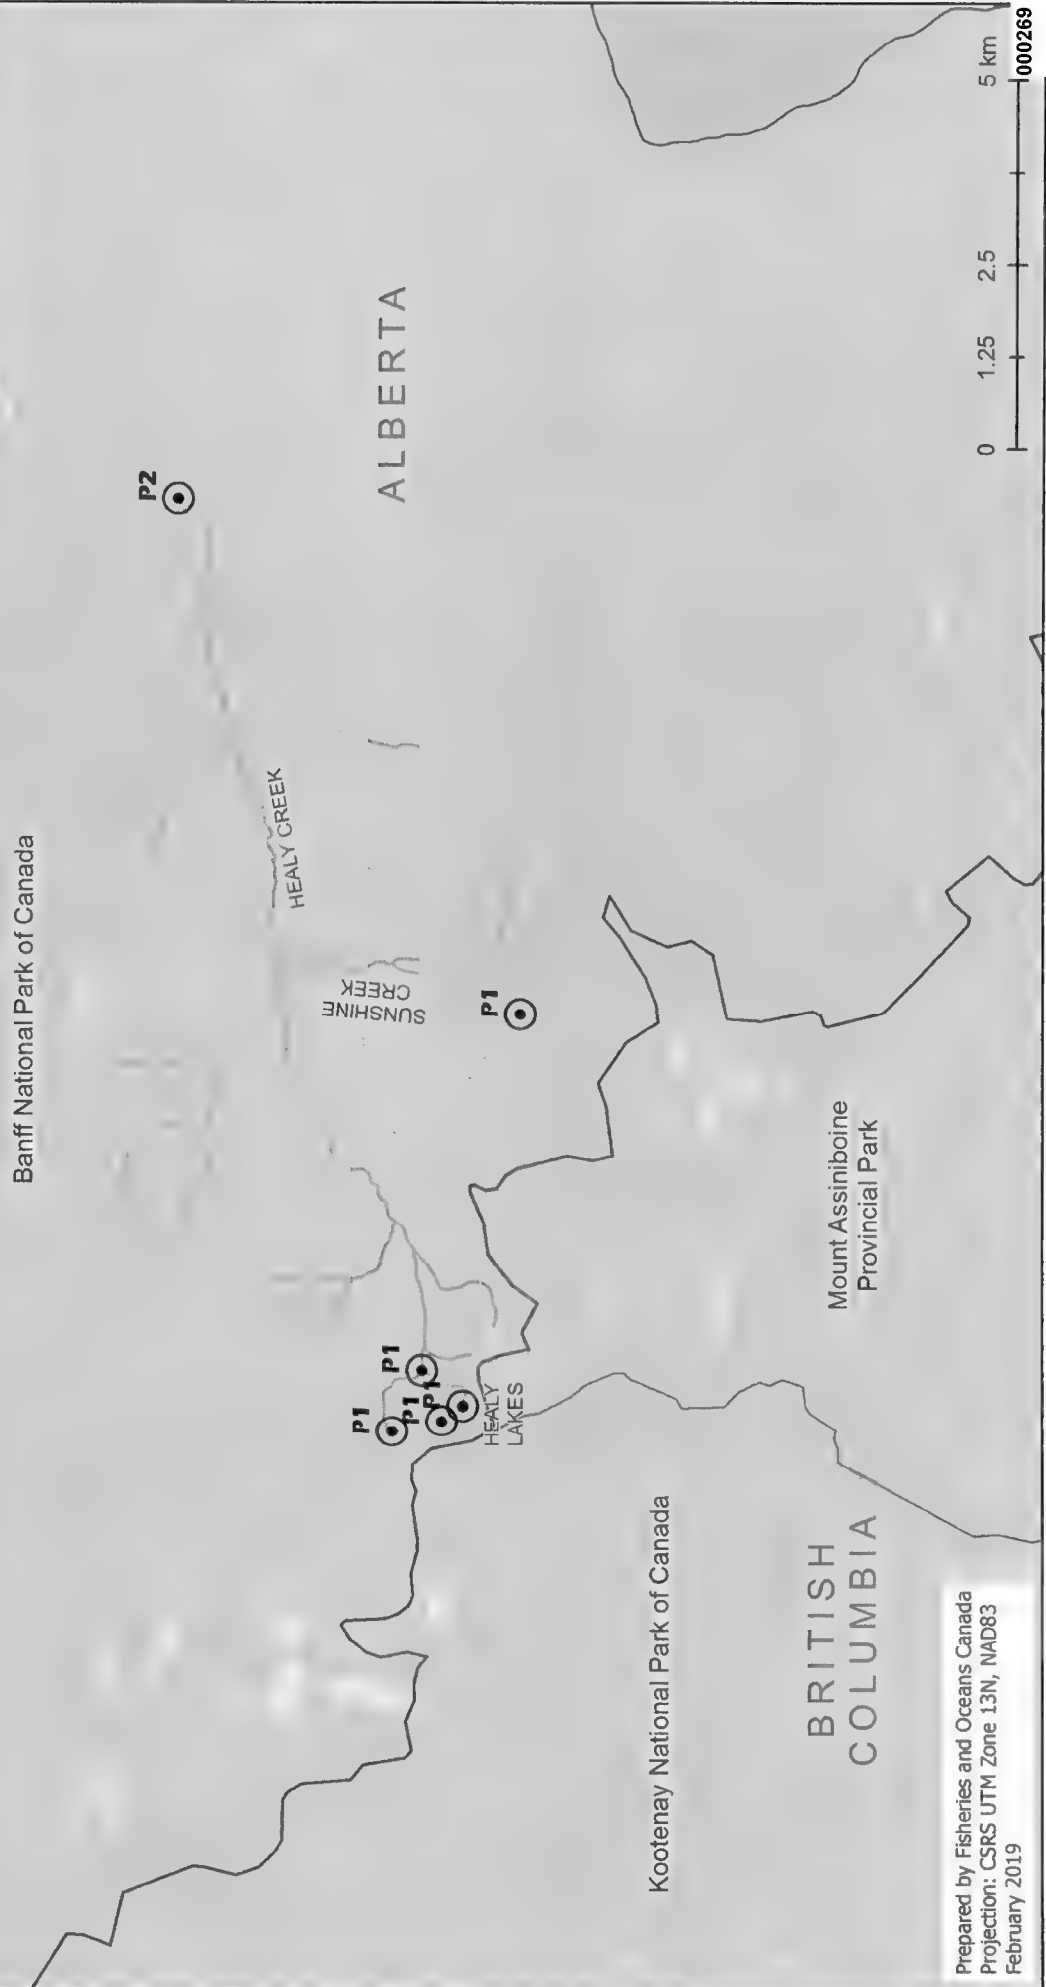 Banff National Park of Canada
P2
ALBERTA
HEALY CREEK
SUNSHINE
CREEK
P1
P1
P1
P1
P1
HEALY
LAKES
Mount Assiniboine
Provincial Park
Kootenay National Park of Canada
BRITISH
COLUMBIA
Prepared by Fisheries and Oceans Canada
Projection: CSRS UTM Zone 13N, NAD83
February 2019
0 1.25 2.5 5 km
000269